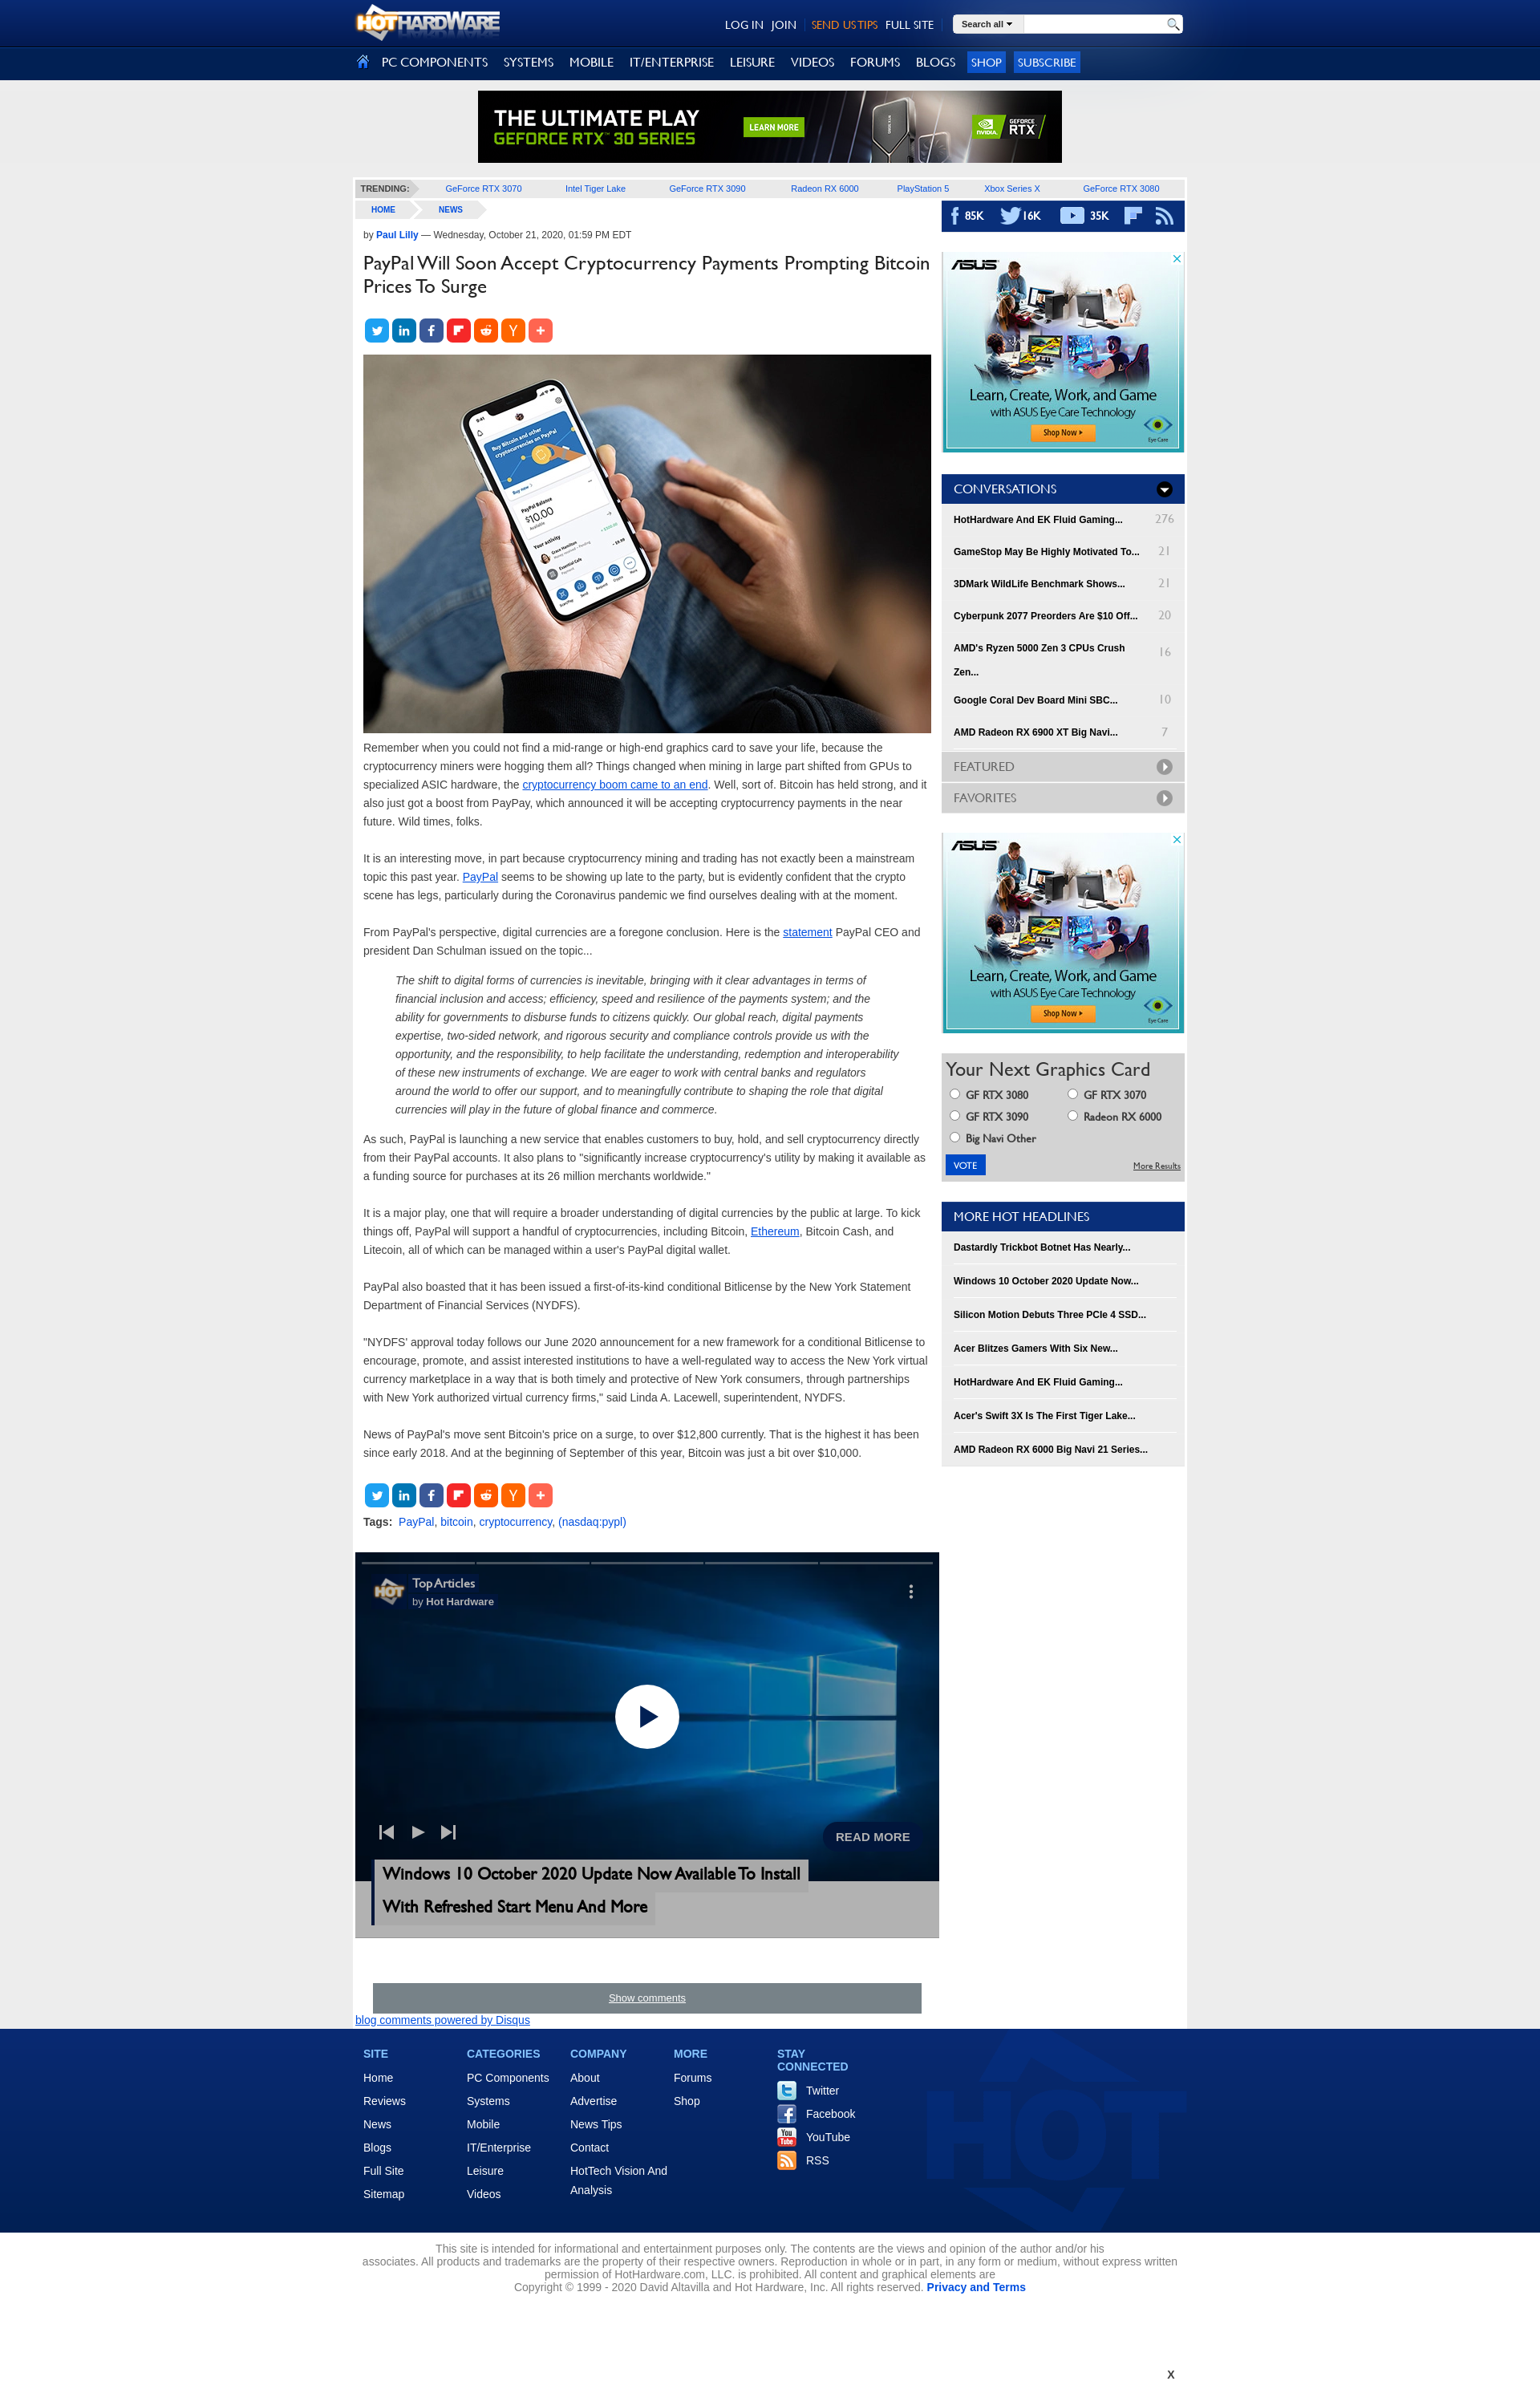 HOTHARDWARE
LOG IN JOIN SEND US TIPS FULL SITE
Search all
PC COMPONENTS SYSTEMS MOBILE IT/ENTERPRISE LEISURE VIDEOS FORUMS BLOGS SHOP SUBSCRIBE
THE ULTIMATE PLAY
GEFORCE RTX™ 30 SERIES
LEARN MORE
NVIDIA
GEFORCE
RTX
TRENDING: GeForce RTX 3070 Intel Tiger Lake GeForce RTX 3090 Radeon RX 6000 PlayStation 5 Xbox Series X GeForce RTX 3080
HOME NEWS
by Paul Lilly — Wednesday, October 21, 2020, 01:59 PM EDT
PayPal Will Soon Accept Cryptocurrency Payments Prompting Bitcoin
Prices To Surge
Buy Bitcoin and other
cryptocurrencies on PayPal
Buy now
PayPal Balance
$10.00
Available
Your Activity
Remember when you could not find a mid-range or high-end graphics card to save your life, because the
cryptocurrency miners were hogging them all? Things changed when mining in large part shifted from GPUs to
specialized ASIC hardware, the cryptocurrency boom came to an end. Well, sort of. Bitcoin has held strong, and it
also just got a boost from PayPay, which announced it will be accepting cryptocurrency payments in the near
future. Wild times, folks.
It is an interesting move, in part because cryptocurrency mining and trading has not exactly been a mainstream
topic this past year. PayPal seems to be showing up late to the party, but is evidently confident that the crypto
scene has legs, particularly during the Coronavirus pandemic we find ourselves dealing with at the moment.
From PayPal's perspective, digital currencies are a foregone conclusion. Here is the statement PayPal CEO and
president Dan Schulman issued on the topic...
The shift to digital forms of currencies is inevitable, bringing with it clear advantages in terms of
financial inclusion and access; efficiency, speed and resilience of the payments system; and the
ability for governments to disburse funds to citizens quickly. Our global reach, digital payments
expertise, two-sided network, and rigorous security and compliance controls provide us with the
opportunity, and the responsibility, to help facilitate the understanding, redemption and interoperability
of these new instruments of exchange. We are eager to work with central banks and regulators
around the world to offer our support, and to meaningfully contribute to shaping the role that digital
currencies will play in the future of global finance and commerce.
As such, PayPal is launching a new service that enables customers to buy, hold, and sell cryptocurrency directly
from their PayPal accounts. It also plans to "significantly increase cryptocurrency's utility by making it available as
a funding source for purchases at its 26 million merchants worldwide."
It is a major play, one that will require a broader understanding of digital currencies by the public at large. To kick
things off, PayPal will support a handful of cryptocurrencies, including Bitcoin, Ethereum, Bitcoin Cash, and
Litecoin, all of which can be managed within a user's PayPal digital wallet.
PayPal also boasted that it has been issued a first-of-its-kind conditional Bitlicense by the New York Statement
Department of Financial Services (NYDFS).
"NYDFS' approval today follows our June 2020 announcement for a new framework for a conditional Bitlicense to
encourage, promote, and assist interested institutions to have a well-regulated way to access the New York virtual
currency marketplace in a way that is both timely and protective of New York consumers, through partnerships
with New York authorized virtual currency firms," said Linda A. Lacewell, superintendent, NYDFS.
News of PayPal's move sent Bitcoin's price on a surge, to over $12,800 currently. That is the highest it has been
since early 2018. And at the beginning of September of this year, Bitcoin was just a bit over $10,000.
Tags: PayPal, bitcoin, cryptocurrency, (nasdaq:pypl)
Top Articles
by Hot Hardware
READ MORE
Windows 10 October 2020 Update Now Available To Install
With Refreshed Start Menu And More
Show comments
blog comments powered by Disqus
85K 16K 35K
ASUS
Learn, Create, Work, and Game
with ASUS Eye Care Technology
Shop Now
Eye Care
CONVERSATIONS
HotHardware And EK Fluid Gaming... 276
GameStop May Be Highly Motivated To... 21
3DMark WildLife Benchmark Shows... 21
Cyberpunk 2077 Preorders Are $10 Off... 20
AMD's Ryzen 5000 Zen 3 CPUs Crush
Zen... 16
Google Coral Dev Board Mini SBC... 10
AMD Radeon RX 6900 XT Big Navi... 7
FEATURED
FAVORITES
ASUS
Learn, Create, Work, and Game
with ASUS Eye Care Technology
Shop Now
Eye Care
Your Next Graphics Card
GF RTX 3080 GF RTX 3070
GF RTX 3090 Radeon RX 6000
Big Navi Other
VOTE More Results
MORE HOT HEADLINES
Dastardly Trickbot Botnet Has Nearly...
Windows 10 October 2020 Update Now...
Silicon Motion Debuts Three PCIe 4 SSD...
Acer Blitzes Gamers With Six New...
HotHardware And EK Fluid Gaming...
Acer's Swift 3X Is The First Tiger Lake...
AMD Radeon RX 6000 Big Navi 21 Series...
SITE
Home
Reviews
News
Blogs
Full Site
Sitemap
CATEGORIES
PC Components
Systems
Mobile
IT/Enterprise
Leisure
Videos
COMPANY
About
Advertise
News Tips
Contact
HotTech Vision And
Analysis
MORE
Forums
Shop
STAY
CONNECTED
Twitter
Facebook
YouTube
RSS
HOT
This site is intended for informational and entertainment purposes only. The contents are the views and opinion of the author and/or his
associates. All products and trademarks are the property of their respective owners. Reproduction in whole or in part, in any form or medium, without express written
permission of HotHardware.com, LLC. is prohibited. All content and graphical elements are
Copyright © 1999 - 2020 David Altavilla and Hot Hardware, Inc. All rights reserved. Privacy and Terms
X